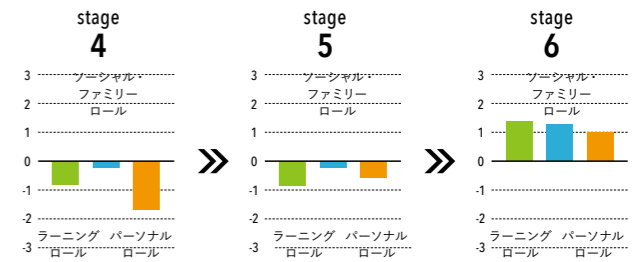 stage
4
3
2
1
0
-1
-2
-3
ソーシャル・
ファミリー
ロール
ラーニング
ロール
パーソナル
ロール
stage
5
3
2
1
0
-1
-2
-3
ソーシャル・
ファミリー
ロール
ラーニング
ロール
パーソナル
ロール
stage
6
3
2
1
0
-1
-2
-3
ソーシャル・
ファミリー
ロール
ラーニング
ロール
パーソナル
ロール